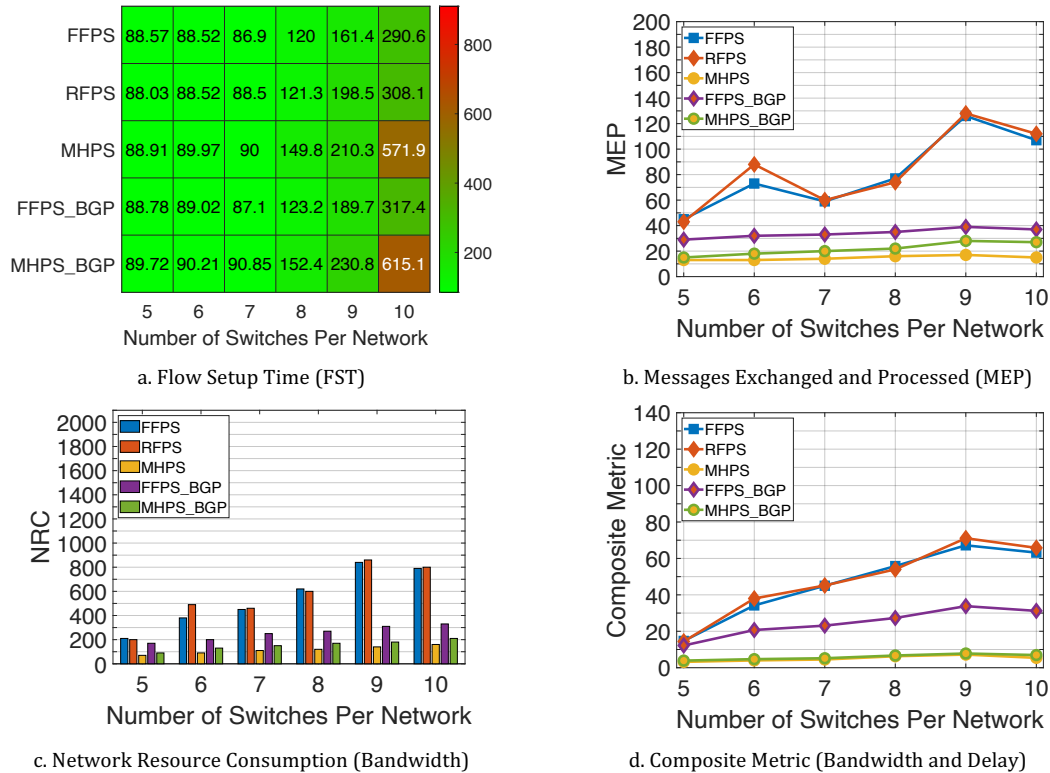 FFPS 88.57 88.52 86.9 120 161.4 290.6
RFPS 88.03 88.52 88.5 121.3 198.5 308.1
MHPS 88.91 89.97 90 149.8 210.3 571.9
FFPS_BGP 88.78 89.02 87.1 123.2 189.7 317.4
MHPS_BGP 89.72 90.21 90.85 152.4 230.8 615.1
5 6 7 8 9 10
Number of Switches Per Network
800
600
400
200
a. Flow Setup Time (FST)
200
180
160
140
120
100
80
60
40
20
0
MEP
FFPS
RFPS
MHPS
FFPS_BGP
MHPS_BGP
5 6 7 8 9 10
Number of Switches Per Network
b. Messages Exchanged and Processed (MEP)
2000
1800
1600
1400
1200
1000
800
600
400
200
0
NRC
FFPS
RFPS
MHPS
FFPS_BGP
MHPS_BGP
5 6 7 8 9 10
Number of Switches Per Network
c. Network Resource Consumption (Bandwidth)
140
120
100
80
60
40
20
0
Composite Metric
FFPS
RFPS
MHPS
FFPS_BGP
MHPS_BGP
5 6 7 8 9 10
Number of Switches Per Network
d. Composite Metric (Bandwidth and Delay)